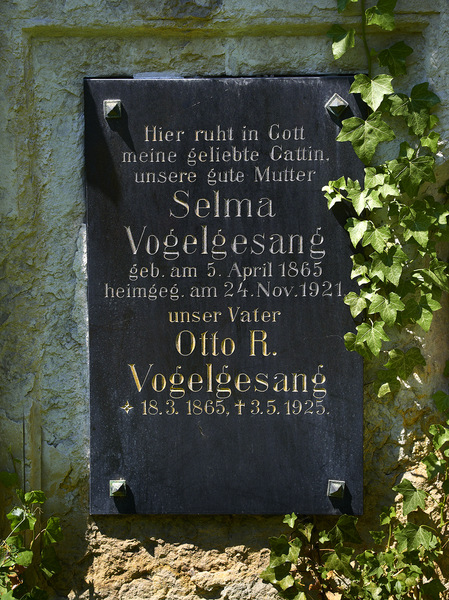 Hier ruht in Gott
meine geliebte Gattin,
unsere gute Mutter
Selma
Vogelgesang
geb. am 5. April 1865
heimgeg. am 24. Nov. 1921
unser Vater
Otto R.
Vogelgesang
✧ 18.3. 1865, ✝ 3.5. 1925.